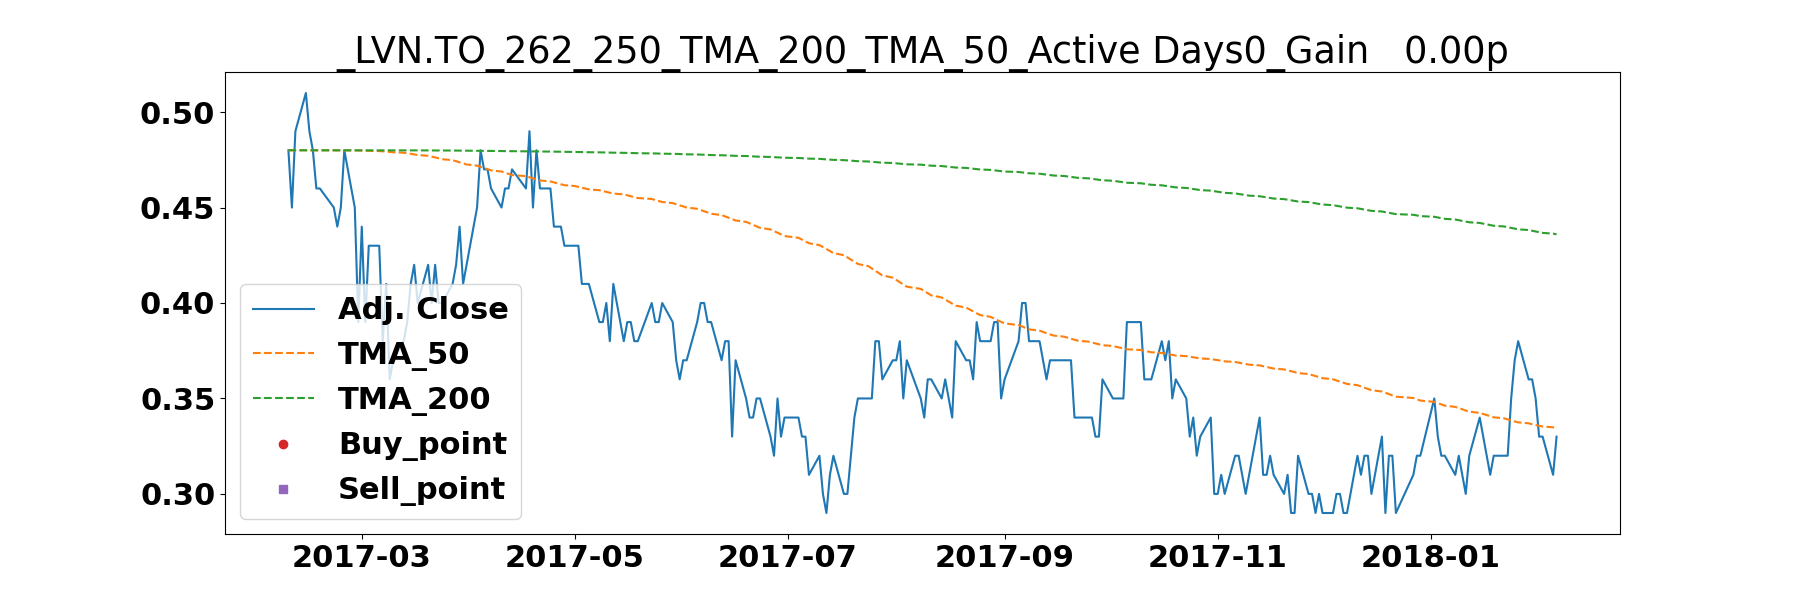 _LVN.TO_262_250_TMA_200_TMA_50_Active Days0_Gain   0.00p
0.50
0.45
0.40
0.35
0.30
Adj. Close
TMA_50
TMA_200
Buy_point
Sell_point
2017-03 2017-05 2017-07 2017-09 2017-11 2018-01